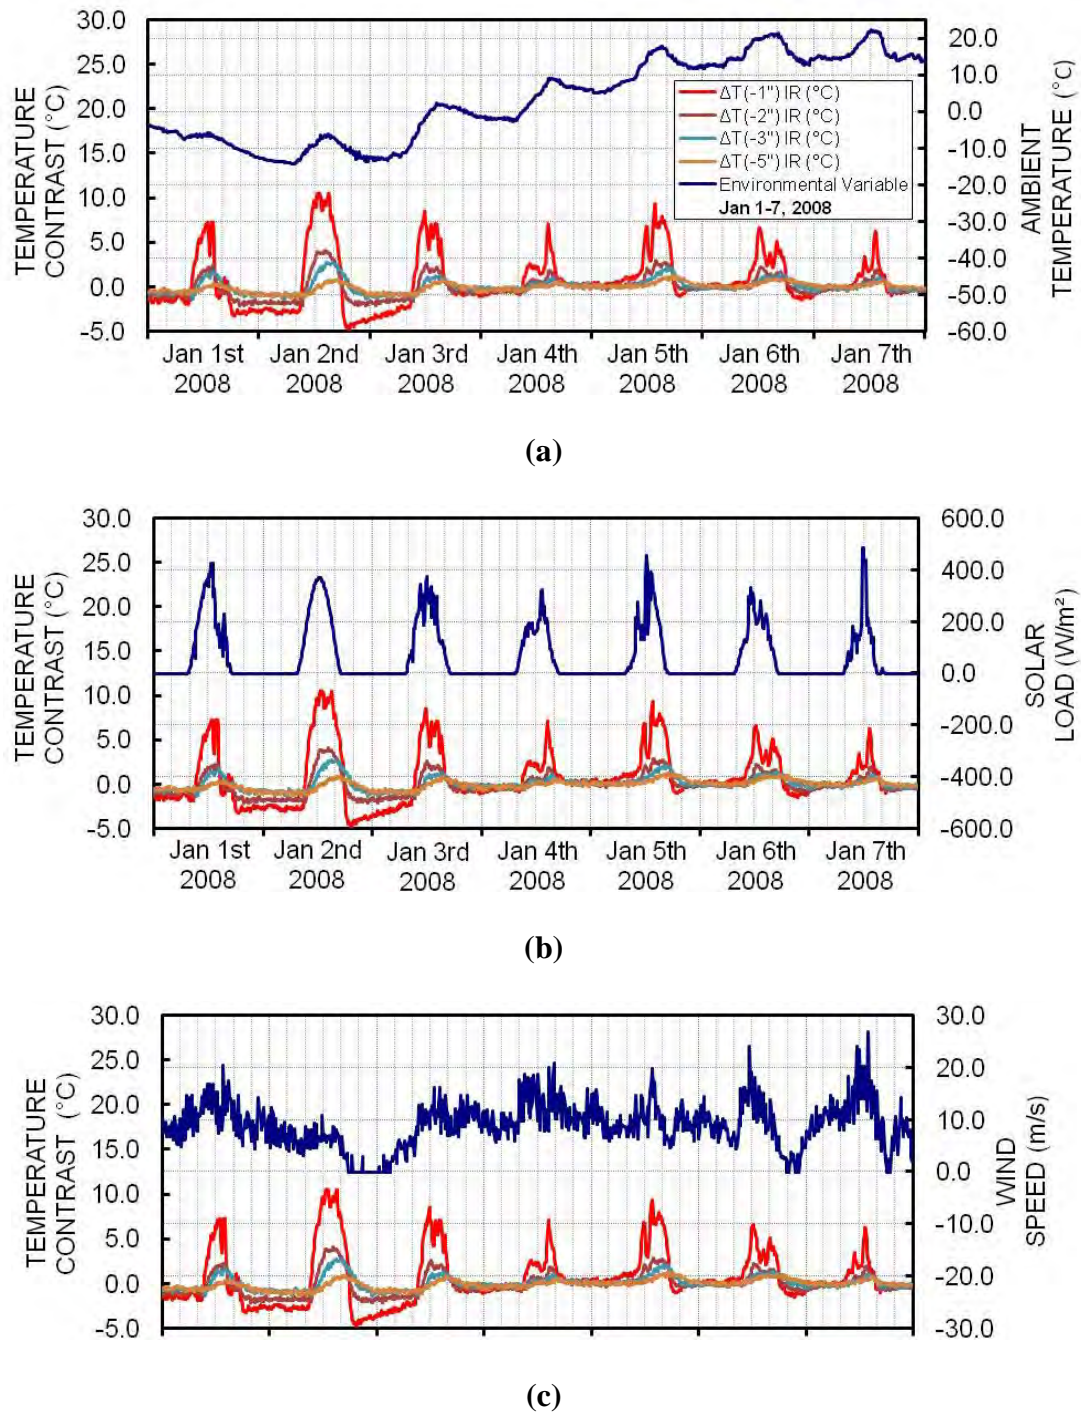 30.0
25.0
20.0
15.0
10.0
5.0
0.0
-5.0
TEMPERATURE
CONTRAST (°C)
20.0
10.0
0.0
-10.0
-20.0
-30.0
-40.0
-50.0
-60.0
AMBIENT
TEMPERATURE (°C)
ΔT(-1") IR (°C)
ΔT(-2") IR (°C)
ΔT(-3") IR (°C)
ΔT(-5") IR (°C)
Environmental Variable
Jan 1-7, 2008
Jan 1st Jan 2nd Jan 3rd Jan 4th Jan 5th Jan 6th Jan 7th
2008 2008 2008 2008 2008 2008 2008
(a)
30.0
25.0
20.0
15.0
10.0
5.0
0.0
-5.0
TEMPERATURE
CONTRAST (°C)
600.0
400.0
200.0
0.0
-200.0
-400.0
-600.0
SOLAR
LOAD (W/m²)
Jan 1st Jan 2nd Jan 3rd Jan 4th Jan 5th Jan 6th Jan 7th
2008 2008 2008 2008 2008 2008 2008
(b)
30.0
25.0
20.0
15.0
10.0
5.0
0.0
-5.0
TEMPERATURE
CONTRAST (°C)
30.0
20.0
10.0
0.0
-10.0
-20.0
-30.0
WIND
SPEED (m/s)
(c)